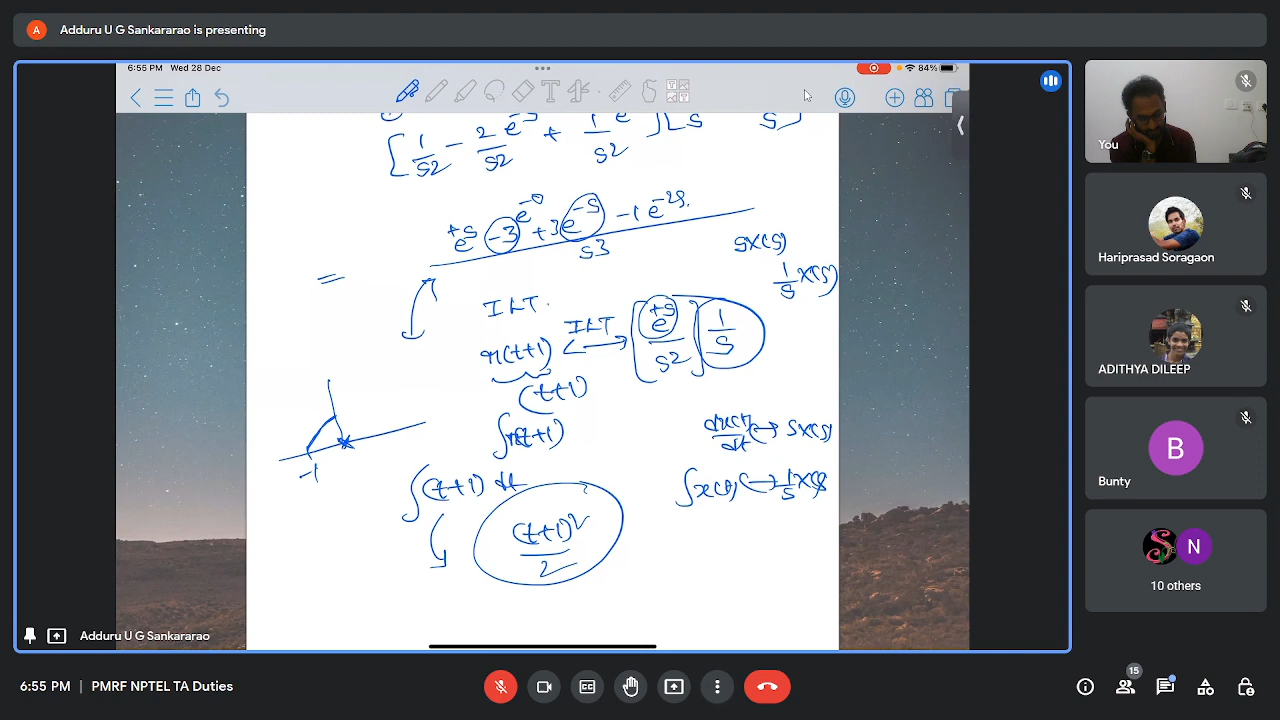 A Adduru U G Sankararao is presenting
6:55 PM Wed 28 Dec
84%
[1/s2 - 2/s2 e^-s + 1/s2 e ] [s s]
e^+s -3 e^-0 +3 e^-s -1 e^-2s
s3
=
sX(s)
1/s X(s)
ILT
r(t+1) ILT [e^+s/s2] 1/s
(t+1)
∫r(t+1)
dx(t)/dt ↔ sX(s)
∫(t+1) dt
∫x(t) ↔ 1/s X(s)
-1
(t+1)^2/2
Adduru U G Sankararao
You
Hariprasad Soragaon
ADITHYA DILEEP
B
Bunty
N
10 others
6:55 PM | PMRF NPTEL TA Duties
15